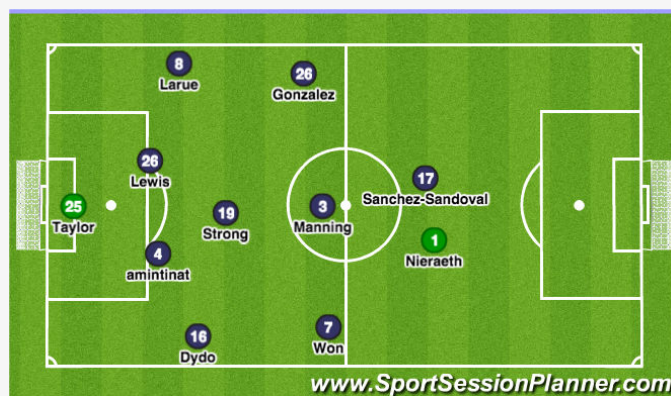 8
Larue
26
Gonzalez
26
Lewis
17
Sanchez-Sandoval
25
Taylor
19
Strong
3
Manning
1
Nieraeth
4
amintinat
16
Dydo
7
Won
www.SportSessionPlanner.com